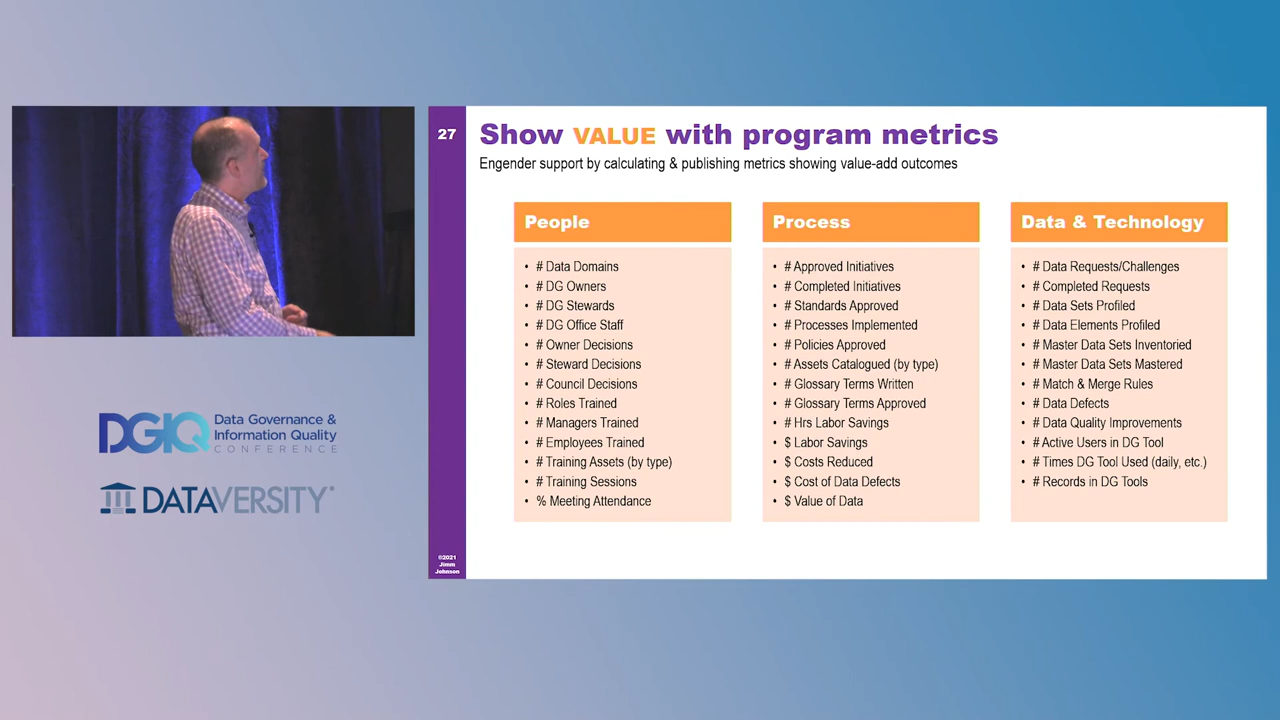 27
Show VALUE with program metrics
Engender support by calculating & publishing metrics showing value-add outcomes
People
• # Data Domains
• # DG Owners
• # DG Stewards
• # DG Office Staff
• # Owner Decisions
• # Steward Decisions
• # Council Decisions
• # Roles Trained
• # Managers Trained
• # Employees Trained
• # Training Assets (by type)
• # Training Sessions
• % Meeting Attendance
Process
• # Approved Initiatives
• # Completed Initiatives
• # Standards Approved
• # Processes Implemented
• # Policies Approved
• # Assets Catalogued (by type)
• # Glossary Terms Written
• # Glossary Terms Approved
• # Hrs Labor Savings
• $ Labor Savings
• $ Costs Reduced
• $ Cost of Data Defects
• $ Value of Data
Data & Technology
• # Data Requests/Challenges
• # Completed Requests
• # Data Sets Profiled
• # Data Elements Profiled
• # Master Data Sets Inventoried
• # Master Data Sets Mastered
• # Match & Merge Rules
• # Data Defects
• # Data Quality Improvements
• # Active Users in DG Tool
• # Times DG Tool Used (daily, etc.)
• # Records in DG Tools
©2021
Jimm
Johnson
DGIQ
Data Governance &
Information Quality
CONFERENCE
DATAVERSITY